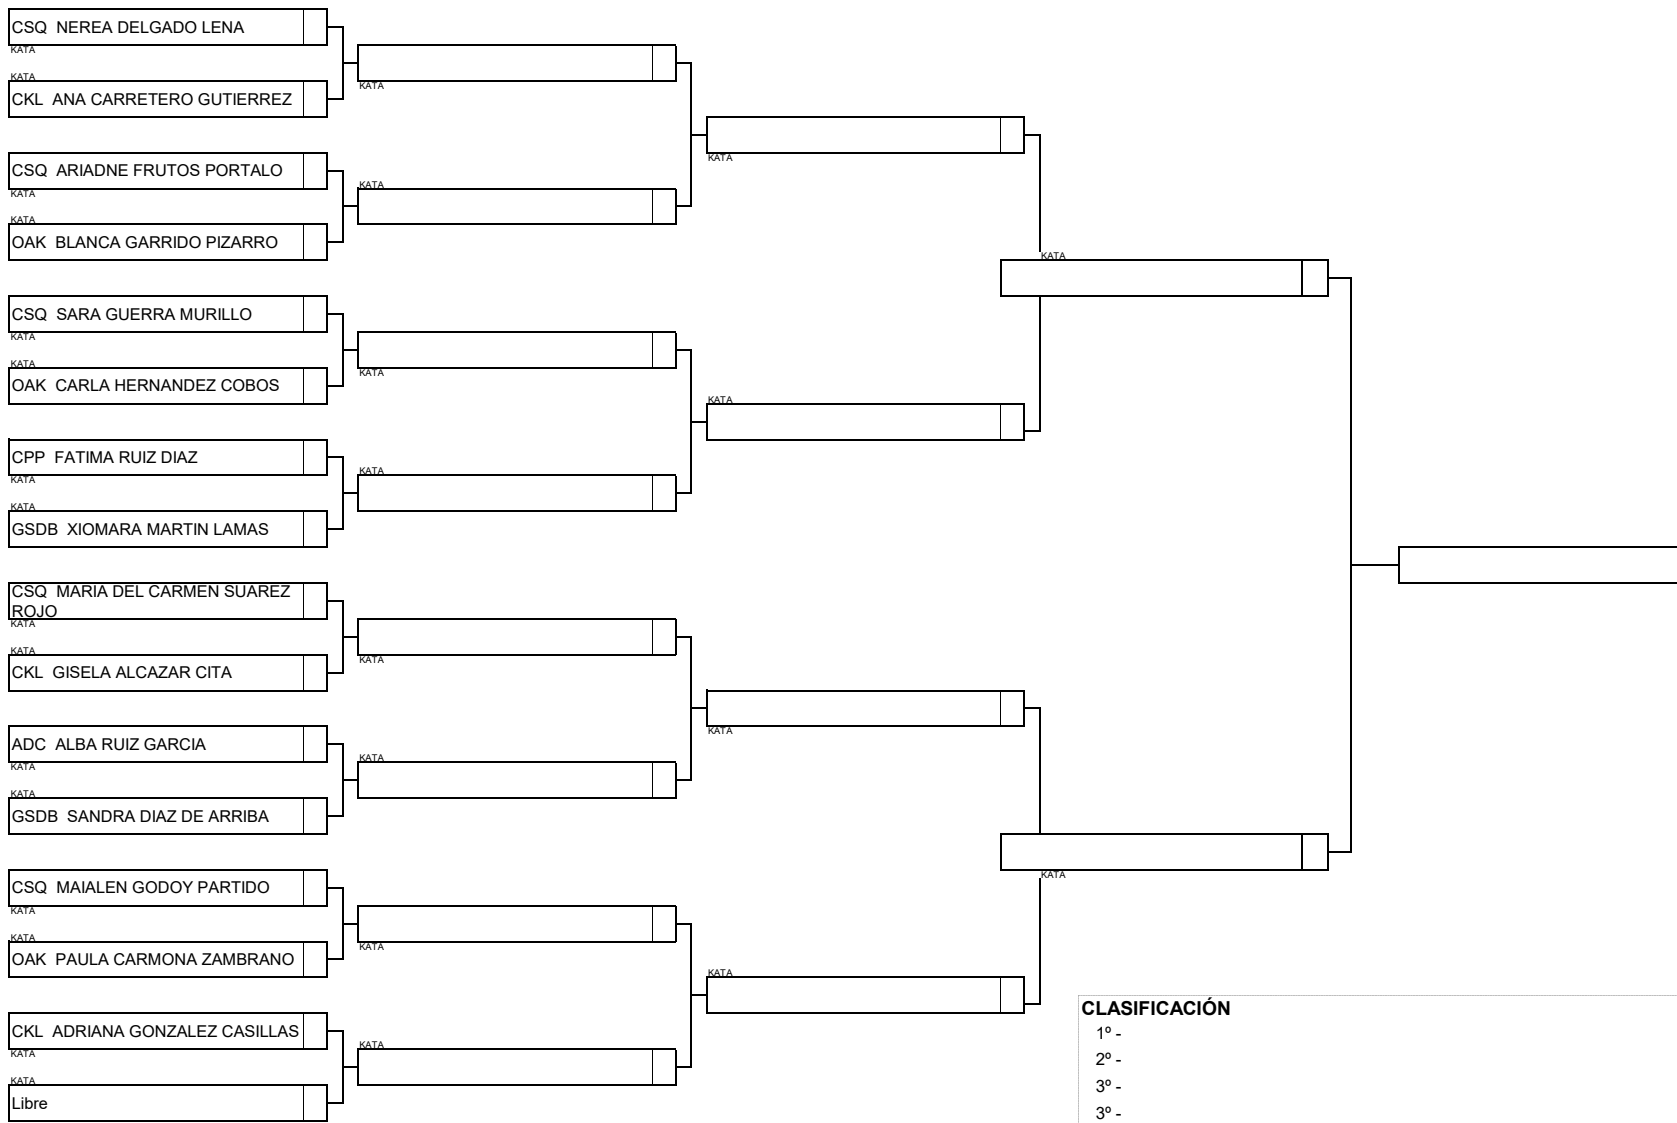 CSQ  NEREA DELGADO LENA
KATA
KATA
CKL  ANA CARRETERO GUTIERREZ
KATA
CSQ  ARIADNE FRUTOS PORTALO
KATA
KATA
OAK  BLANCA GARRIDO PIZARRO
KATA
KATA
CSQ  SARA GUERRA MURILLO
KATA
KATA
OAK  CARLA HERNANDEZ COBOS
KATA
CPP  FATIMA RUIZ DIAZ
KATA
KATA
GSDB  XIOMARA MARTIN LAMAS
KATA
KATA
KATA
CSQ  MARIA DEL CARMEN SUAREZ
ROJO
KATA
KATA
CKL  GISELA ALCAZAR CITA
KATA
ADC  ALBA RUIZ GARCIA
KATA
KATA
GSDB  SANDRA DIAZ DE ARRIBA
KATA
KATA
CSQ  MAIALEN GODOY PARTIDO
KATA
KATA
OAK  PAULA CARMONA ZAMBRANO
KATA
CKL  ADRIANA GONZALEZ CASILLAS
KATA
KATA
Libre
KATA
KATA
KATA
CLASIFICACIÓN
1º -
2º -
3º -
3º -